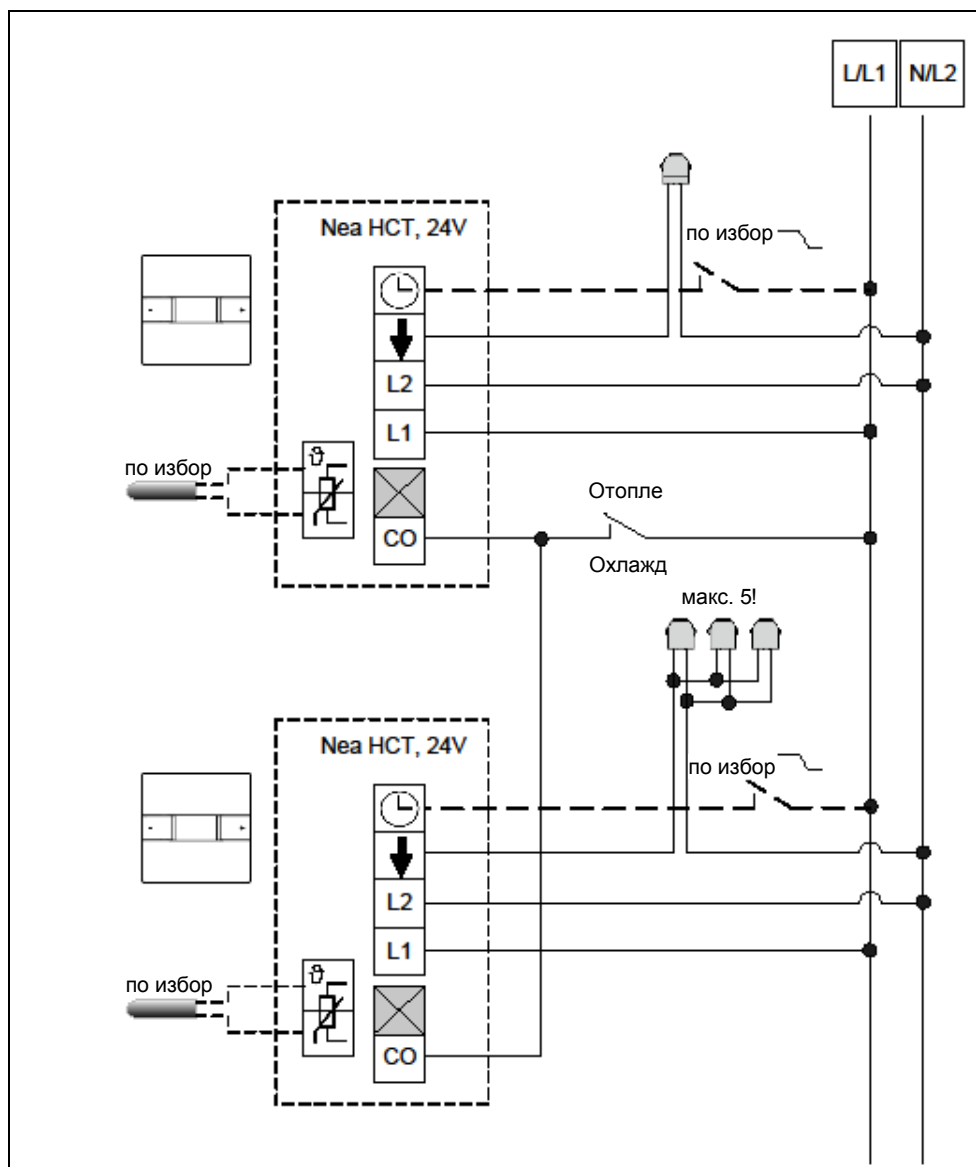 L/L1 N/L2
Nea HCT, 24V
по избор
L2
L1
по избор
CO
Отопле
Охлажд
макс. 5!
Nea HCT, 24V
по избор
L2
L1
по избор
CO